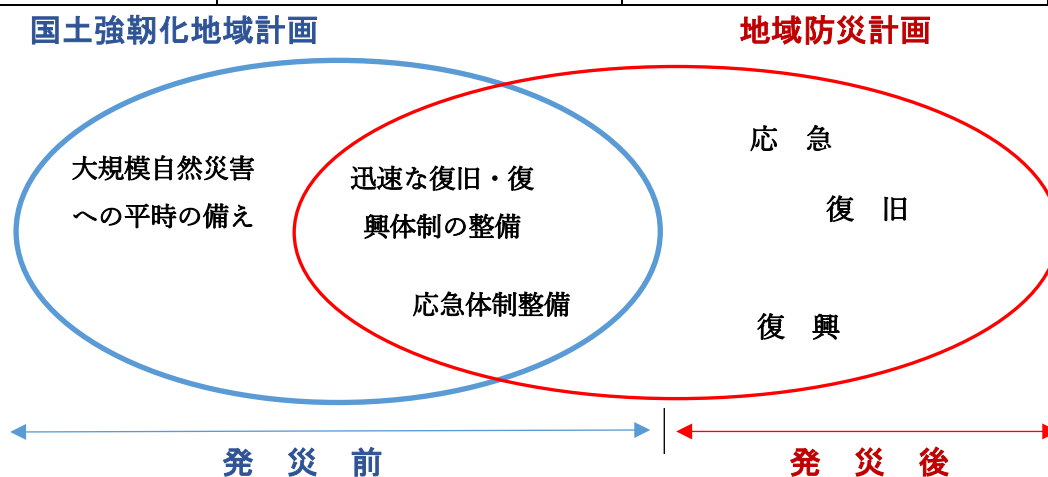 国土強靭化地域計画
地域防災計画
大規模自然災害
への平時の備え
迅速な復旧・復
興体制の整備
応急体制整備
応　急
復　旧
復　興
発　災　前
発　災　後